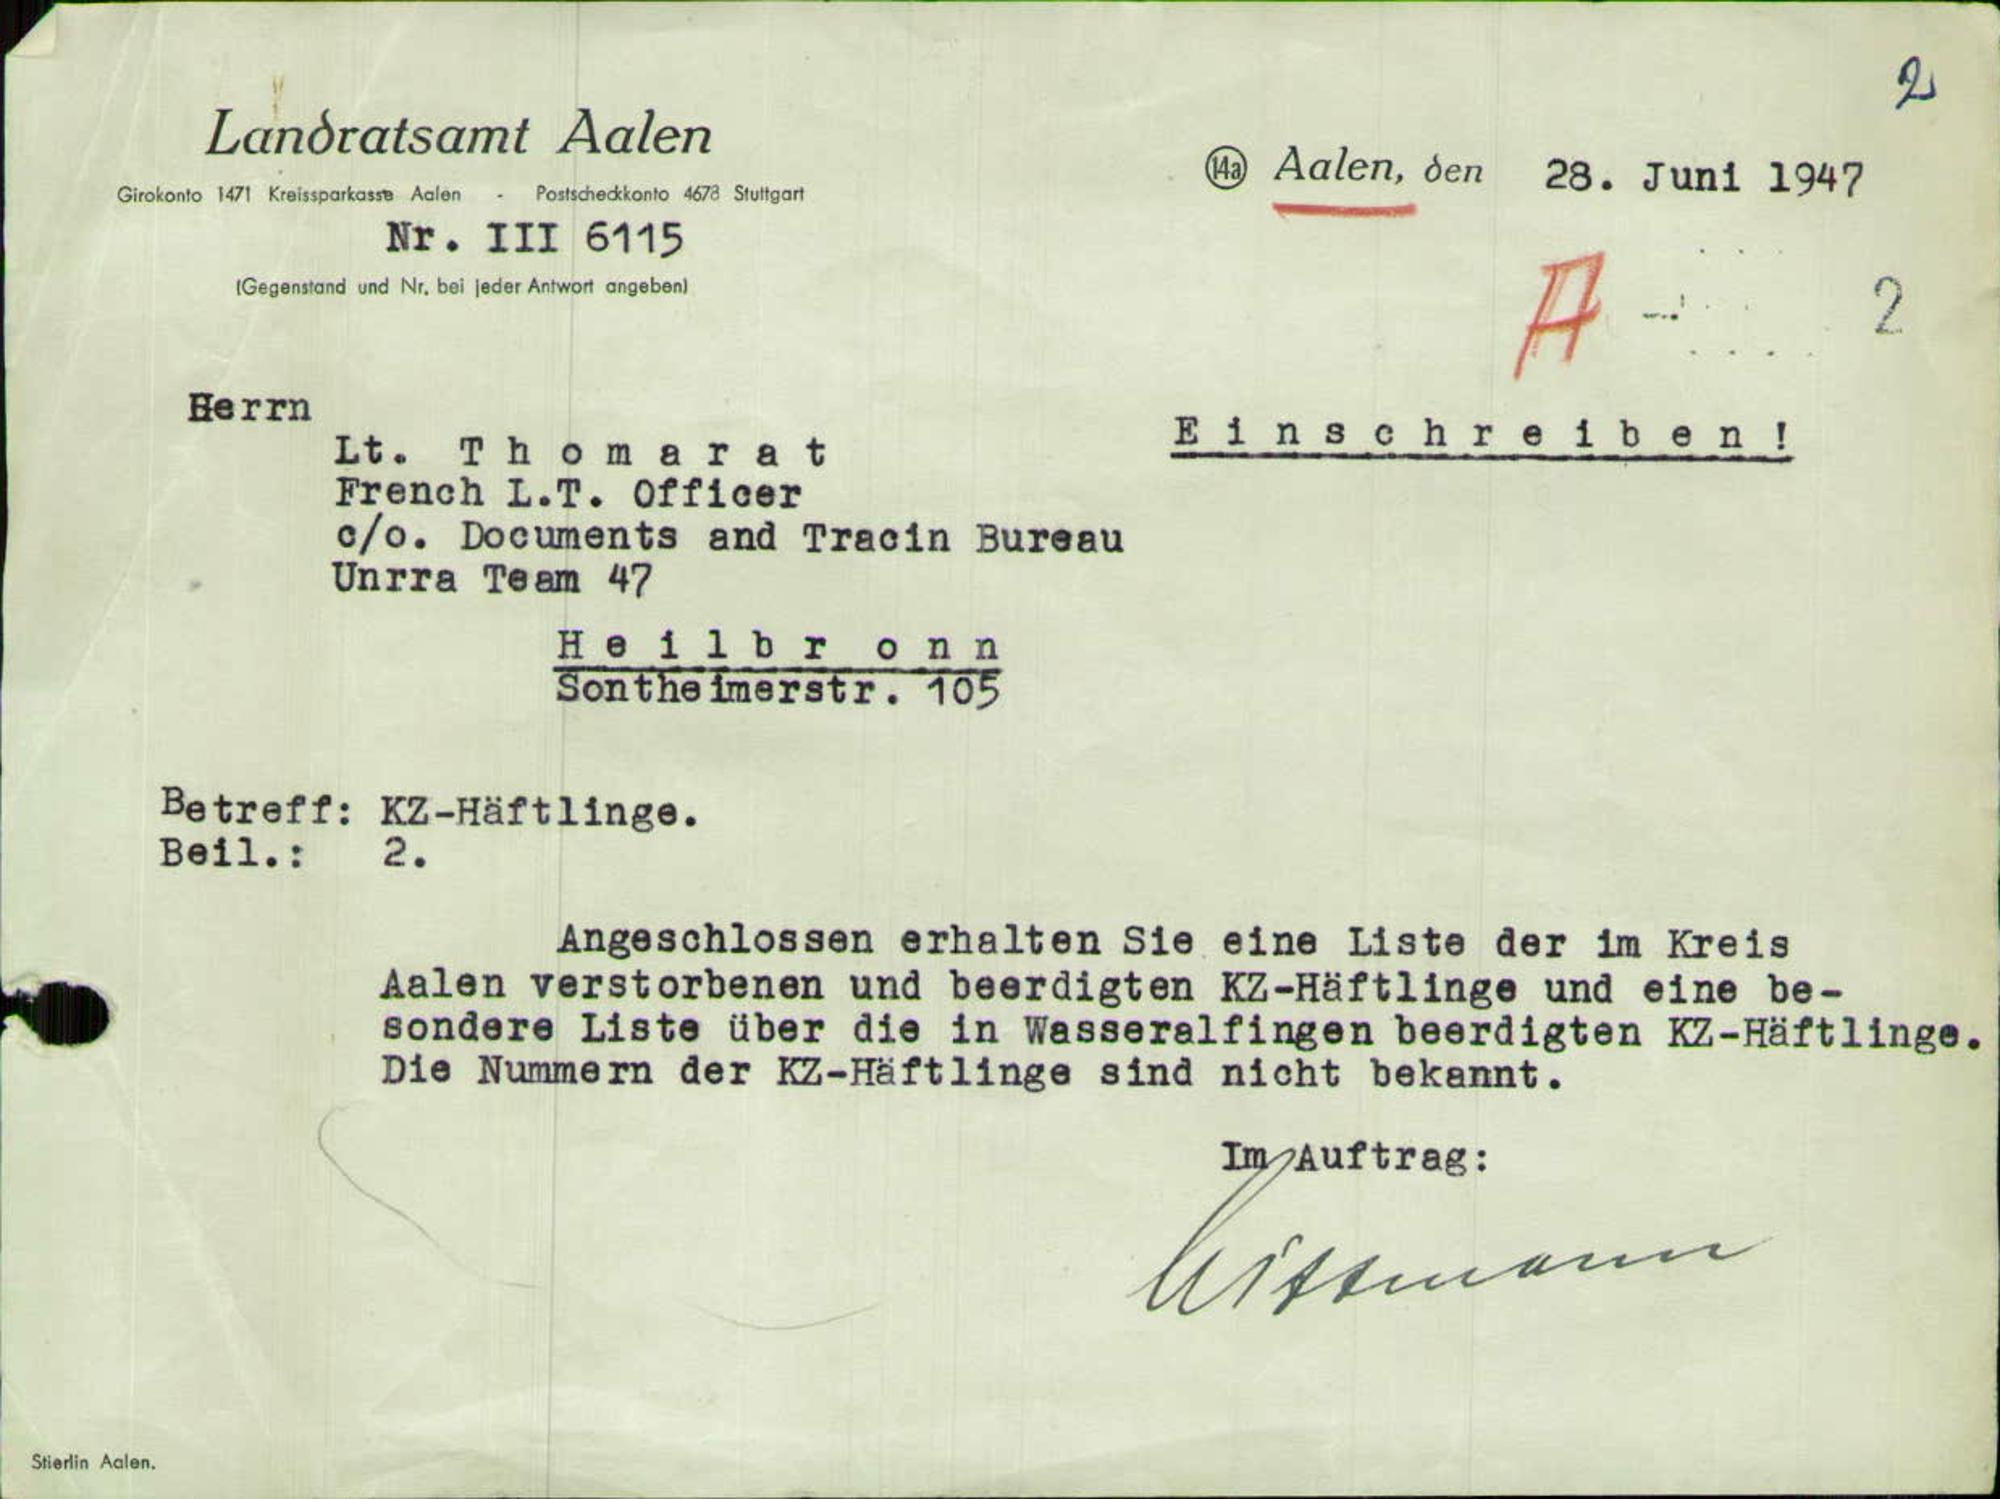 2
Landratsamt Aalen
Girokonto 1471 Kreissparkasse Aalen - Postscheckkonto 4678 Stuttgart
Nr. III 6115
(Gegenstand und Nr. bei jeder Antwort angeben)
14a Aalen, den 28. Juni 1947
A 2
Herrn
Lt. T h o m a r a t
French L.T. Officer
c/o. Documents and Tracin Bureau
Unrra Team 47
E i n s c h r e i b e n !
H e i l b r o n n
Sontheimerstr. 105
Betreff: KZ-Häftlinge.
Beil.: 2.
Angeschlossen erhalten Sie eine Liste der im Kreis
Aalen verstorbenen und beerdigten KZ-Häftlinge und eine be-
sondere Liste über die in Wasseralfingen beerdigten KZ-Häftlinge.
Die Nummern der KZ-Häftlinge sind nicht bekannt.
Im Auftrag:
Wittmann
Stierlin Aalen.